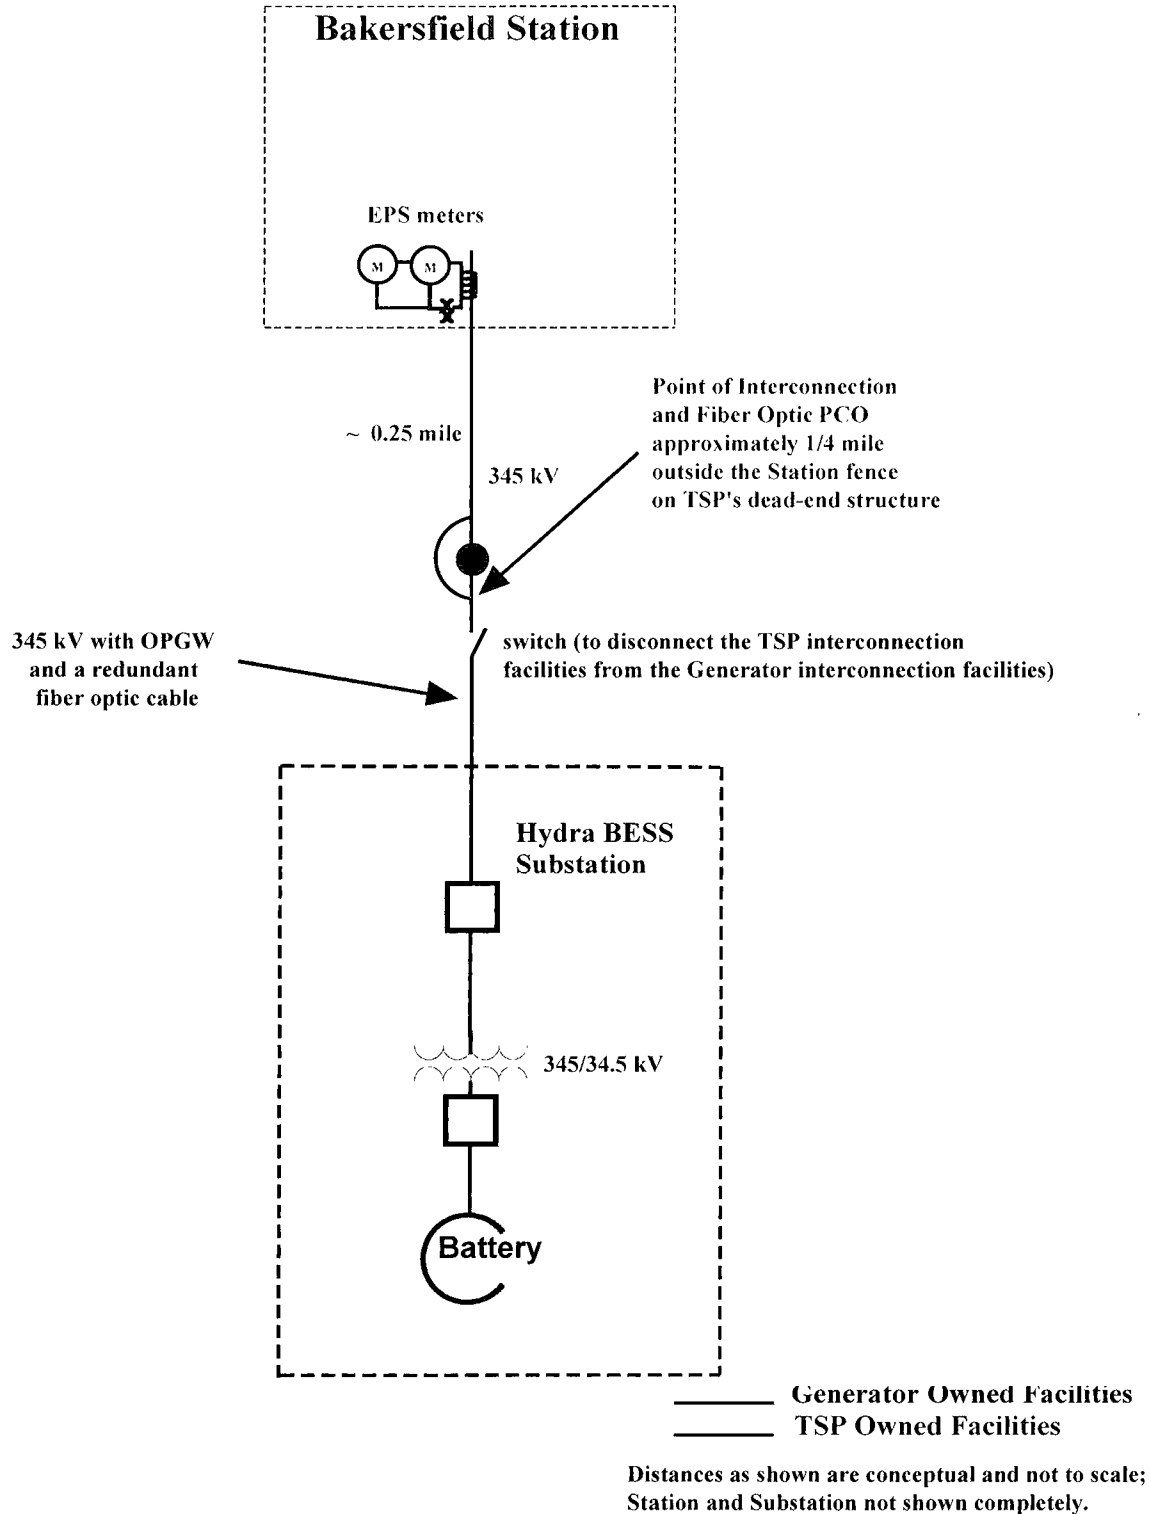 Bakersfield Station
EPS meters
M M
Point of Interconnection
and Fiber Optic PCO
approximately 1/4 mile
outside the Station fence
on TSP's dead-end structure
~ 0.25 mile
345 kV
345 kV with OPGW
and a redundant
fiber optic cable
switch (to disconnect the TSP interconnection
facilities from the Generator interconnection facilities)
Hydra BESS
Substation
345/34.5 kV
Battery
Generator Owned Facilities
TSP Owned Facilities
Distances as shown are conceptual and not to scale;
Station and Substation not shown completely.